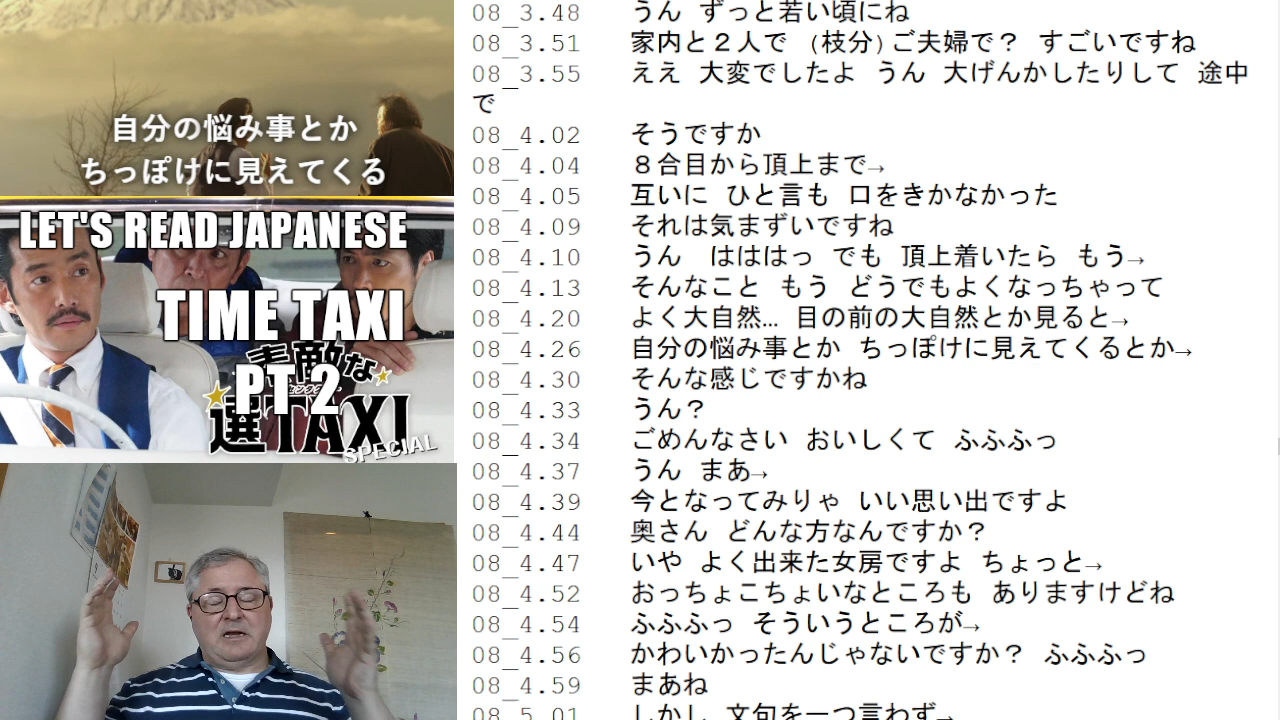 自分の悩み事とか
ちっぽけに見えてくる
LET'S READ JAPANESE
TIME TAXI
PT 2
素敵な
選TAXI
SPECIAL
08_3.48 うん ずっと若い頃にね
08_3.51 家内と２人で (枝分)ご夫婦で？ すごいですね
08_3.55 ええ 大変でしたよ うん 大げんかしたりして 途中
で
08_4.02 そうですか
08_4.04 ８合目から頂上まで→
08_4.05 互いに ひと言も 口をきかなかった
08_4.09 それは気まずいですね
08_4.10 うん はははっ でも 頂上着いたら もう→
08_4.13 そんなこと もう どうでもよくなっちゃって
08_4.20 よく大自然… 目の前の大自然とか見ると→
08_4.26 自分の悩み事とか ちっぽけに見えてくるとか→
08_4.30 そんな感じですかね
08_4.33 うん？
08_4.34 ごめんなさい おいしくて ふふふっ
08_4.37 うん まあ→
08_4.39 今となってみりゃ いい思い出ですよ
08_4.44 奥さん どんな方なんですか？
08_4.47 いや よく出来た女房ですよ ちょっと→
08_4.52 おっちょこちょいなところも ありますけどね
08_4.54 ふふふっ そういうところが→
08_4.56 かわいかったんじゃないですか？ ふふふっ
08_4.59 まあね
08_5.01 しかし 文句を一つ言わず→